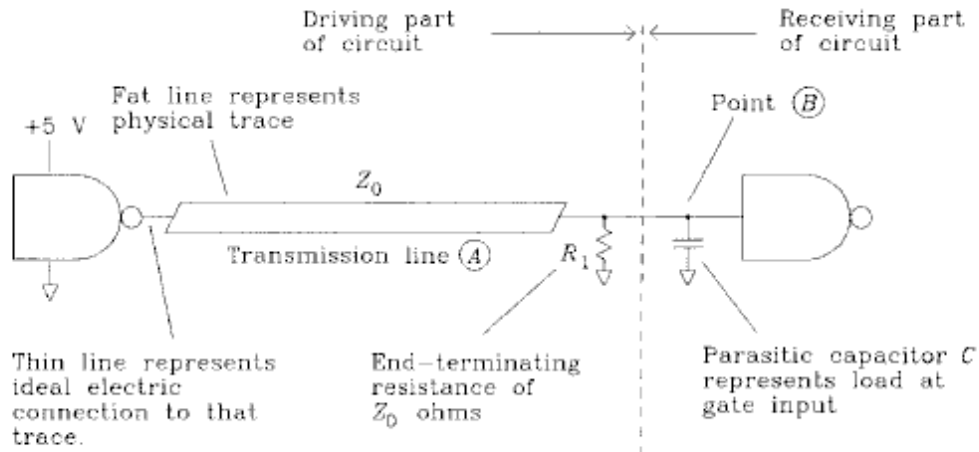 Driving part
of circuit
Receiving part
of circuit
Fat line represents
physical trace
+5 V
Point B
Z0
Transmission line A
R1
Thin line represents
ideal electric
connection to that
trace.
End-terminating
resistance of
Z0 ohms
Parasitic capacitor C
represents load at
gate input